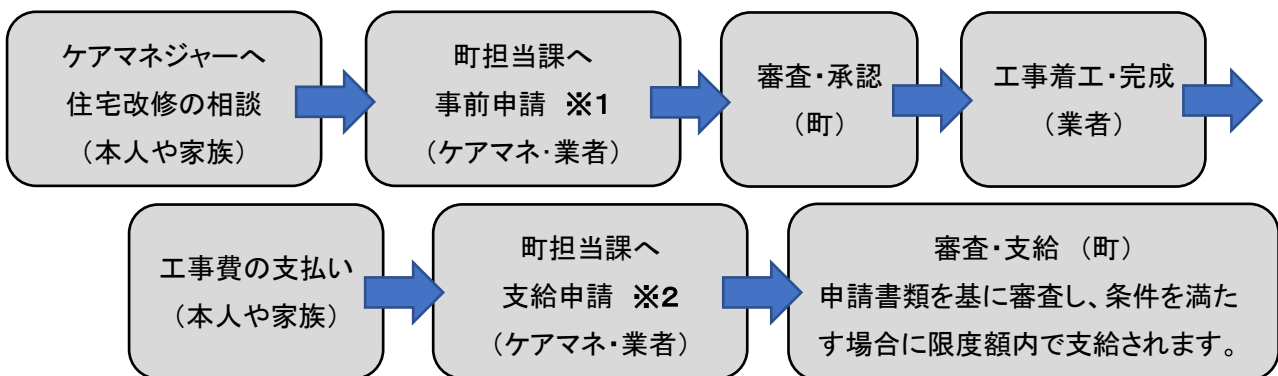 ケアマネジャーへ
住宅改修の相談
（本人や家族）
町担当課へ
事前申請　※1
（ケアマネ・業者）
審査・承認
（町）
工事着工・完成
（業者）
工事費の支払い
（本人や家族）
町担当課へ
支給申請　※2
（ケアマネ・業者）
審査・支給　（町）
申請書類を基に審査し、条件を満た
す場合に限度額内で支給されます。